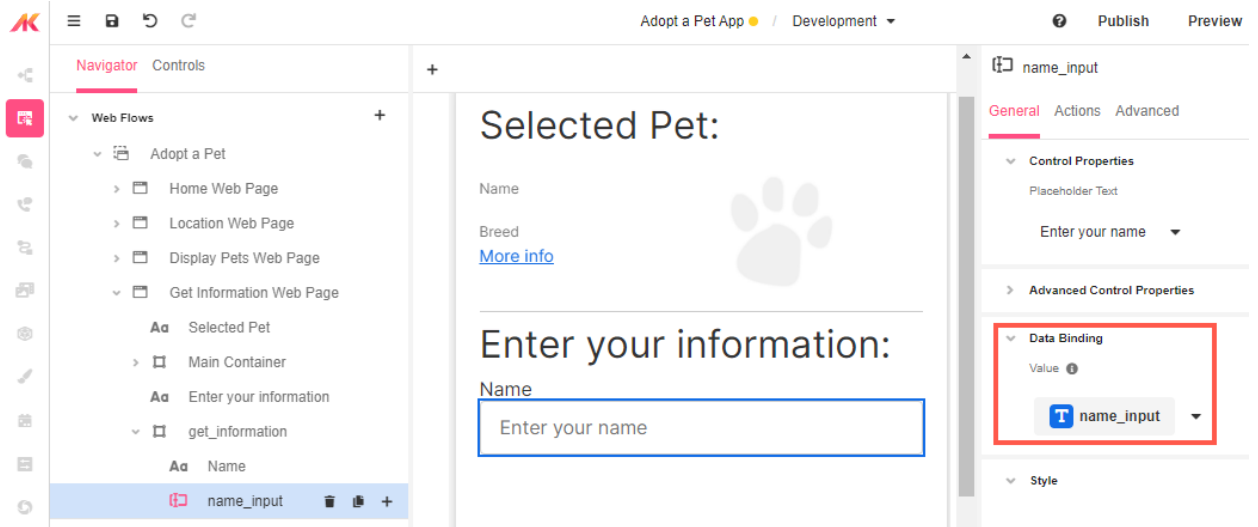 Adopt a Pet App / Development
Publish Preview
Navigator Controls
Web Flows
Adopt a Pet
Home Web Page
Location Web Page
Display Pets Web Page
Get Information Web Page
Aa Selected Pet
Main Container
Aa Enter your information
get_information
Aa Name
name_input
Selected Pet:
Name
Breed
More info
Enter your information:
Name
Enter your name
name_input
General Actions Advanced
Control Properties
Placeholder Text
Enter your name
Advanced Control Properties
Data Binding
Value
T name_input
Style